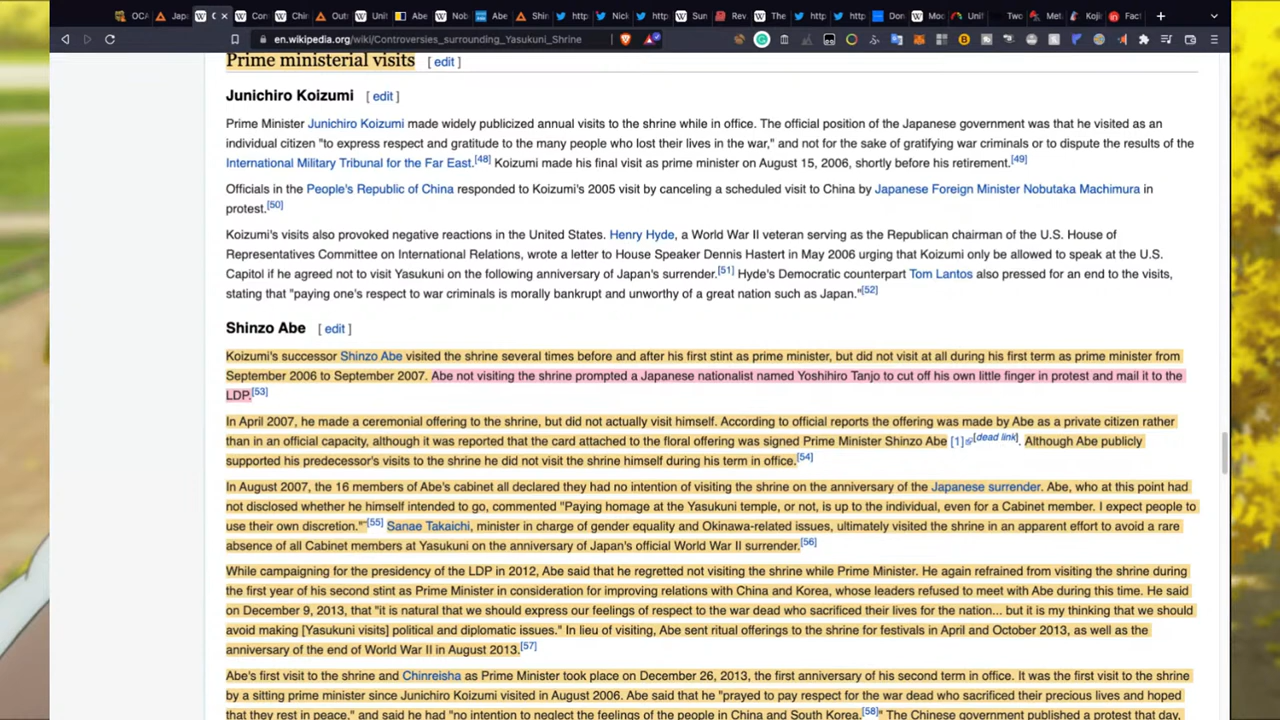 OCA
Jap
C
Con
Chi
Out
Unit
Abe
Nob
Abe
Shin
http
Nick
http
Sun
Rev
The
http
http
Don
Moc
Unif
Two
Met
Koji
Fact
en.wikipedia.org/wiki/Controversies_surrounding_Yasukuni_Shrine
Prime ministerial visits [ edit ]
Junichiro Koizumi [ edit ]
Prime Minister Junichiro Koizumi made widely publicized annual visits to the shrine while in office. The official position of the Japanese government was that he visited as an
individual citizen "to express respect and gratitude to the many people who lost their lives in the war," and not for the sake of gratifying war criminals or to dispute the results of the
International Military Tribunal for the Far East.[48] Koizumi made his final visit as prime minister on August 15, 2006, shortly before his retirement.[49]
Officials in the People's Republic of China responded to Koizumi's 2005 visit by canceling a scheduled visit to China by Japanese Foreign Minister Nobutaka Machimura in
protest.[50]
Koizumi's visits also provoked negative reactions in the United States. Henry Hyde, a World War II veteran serving as the Republican chairman of the U.S. House of
Representatives Committee on International Relations, wrote a letter to House Speaker Dennis Hastert in May 2006 urging that Koizumi only be allowed to speak at the U.S.
Capitol if he agreed not to visit Yasukuni on the following anniversary of Japan's surrender.[51] Hyde's Democratic counterpart Tom Lantos also pressed for an end to the visits,
stating that "paying one's respect to war criminals is morally bankrupt and unworthy of a great nation such as Japan."[52]
Shinzo Abe [ edit ]
Koizumi's successor Shinzo Abe visited the shrine several times before and after his first stint as prime minister, but did not visit at all during his first term as prime minister from
September 2006 to September 2007. Abe not visiting the shrine prompted a Japanese nationalist named Yoshihiro Tanjo to cut off his own little finger in protest and mail it to the
LDP.[53]
In April 2007, he made a ceremonial offering to the shrine, but did not actually visit himself. According to official reports the offering was made by Abe as a private citizen rather
than in an official capacity, although it was reported that the card attached to the floral offering was signed Prime Minister Shinzo Abe [1][dead link]. Although Abe publicly
supported his predecessor's visits to the shrine he did not visit the shrine himself during his term in office.[54]
In August 2007, the 16 members of Abe's cabinet all declared they had no intention of visiting the shrine on the anniversary of the Japanese surrender. Abe, who at this point had
not disclosed whether he himself intended to go, commented "Paying homage at the Yasukuni temple, or not, is up to the individual, even for a Cabinet member. I expect people to
use their own discretion."[55] Sanae Takaichi, minister in charge of gender equality and Okinawa-related issues, ultimately visited the shrine in an apparent effort to avoid a rare
absence of all Cabinet members at Yasukuni on the anniversary of Japan's official World War II surrender.[56]
While campaigning for the presidency of the LDP in 2012, Abe said that he regretted not visiting the shrine while Prime Minister. He again refrained from visiting the shrine during
the first year of his second stint as Prime Minister in consideration for improving relations with China and Korea, whose leaders refused to meet with Abe during this time. He said
on December 9, 2013, that "it is natural that we should express our feelings of respect to the war dead who sacrificed their lives for the nation... but it is my thinking that we should
avoid making [Yasukuni visits] political and diplomatic issues." In lieu of visiting, Abe sent ritual offerings to the shrine for festivals in April and October 2013, as well as the
anniversary of the end of World War II in August 2013.[57]
Abe's first visit to the shrine and Chinreisha as Prime Minister took place on December 26, 2013, the first anniversary of his second term in office. It was the first visit to the shrine
by a sitting prime minister since Junichiro Koizumi visited in August 2006. Abe said that he "prayed to pay respect for the war dead who sacrificed their precious lives and hoped
that they rest in peace," and said he had "no intention to neglect the feelings of the people in China and South Korea.[58]" The Chinese government published a protest that day,